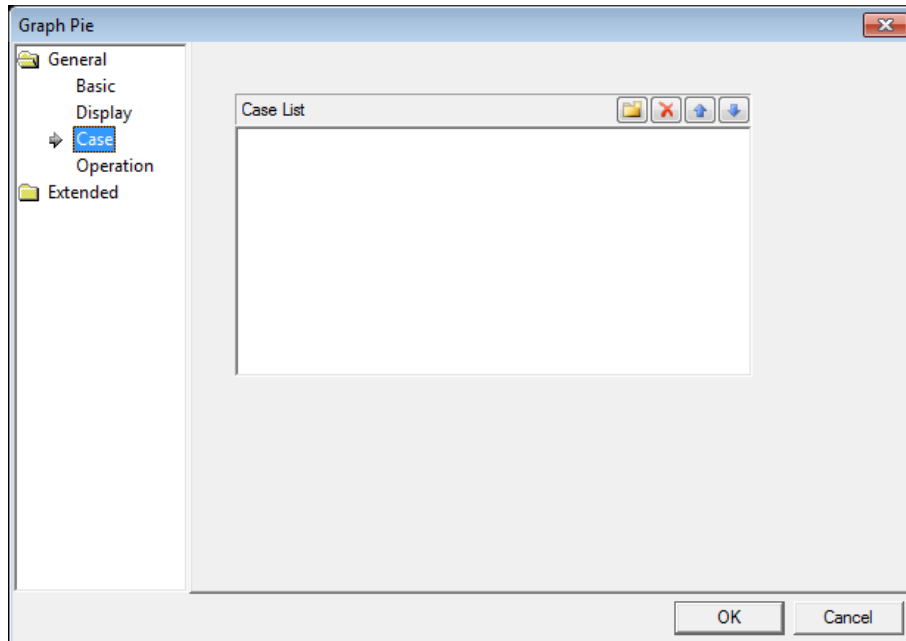 Graph Pie
General
Basic
Display
Case
Operation
Extended
Case List
OK
Cancel